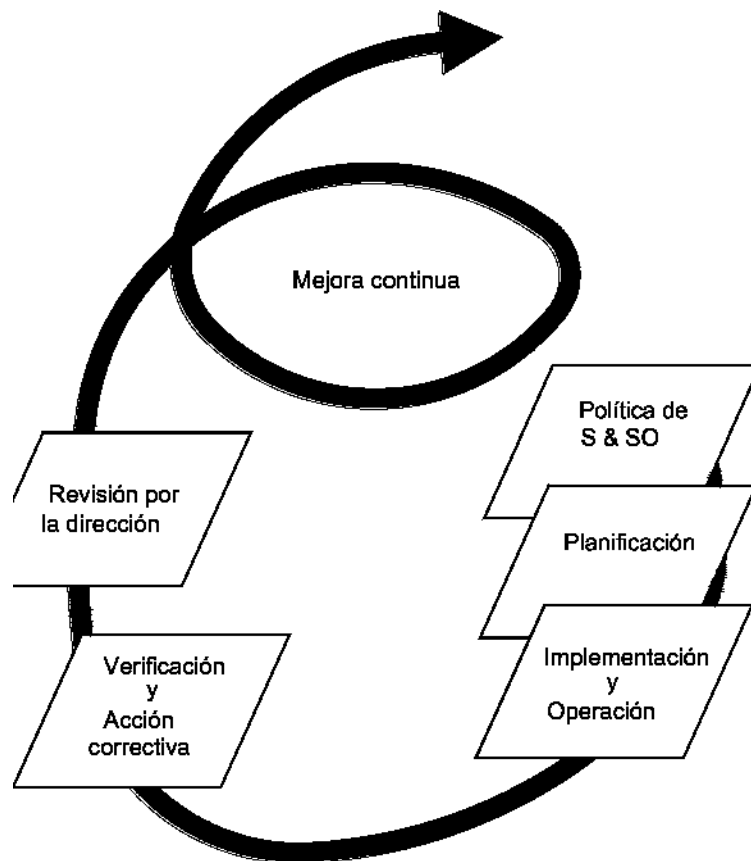 Mejora continua
Política de
S & SO
Planificación
Implementación
y
Operación
Verificación
y
Acción
correctiva
Revisión por
la dirección